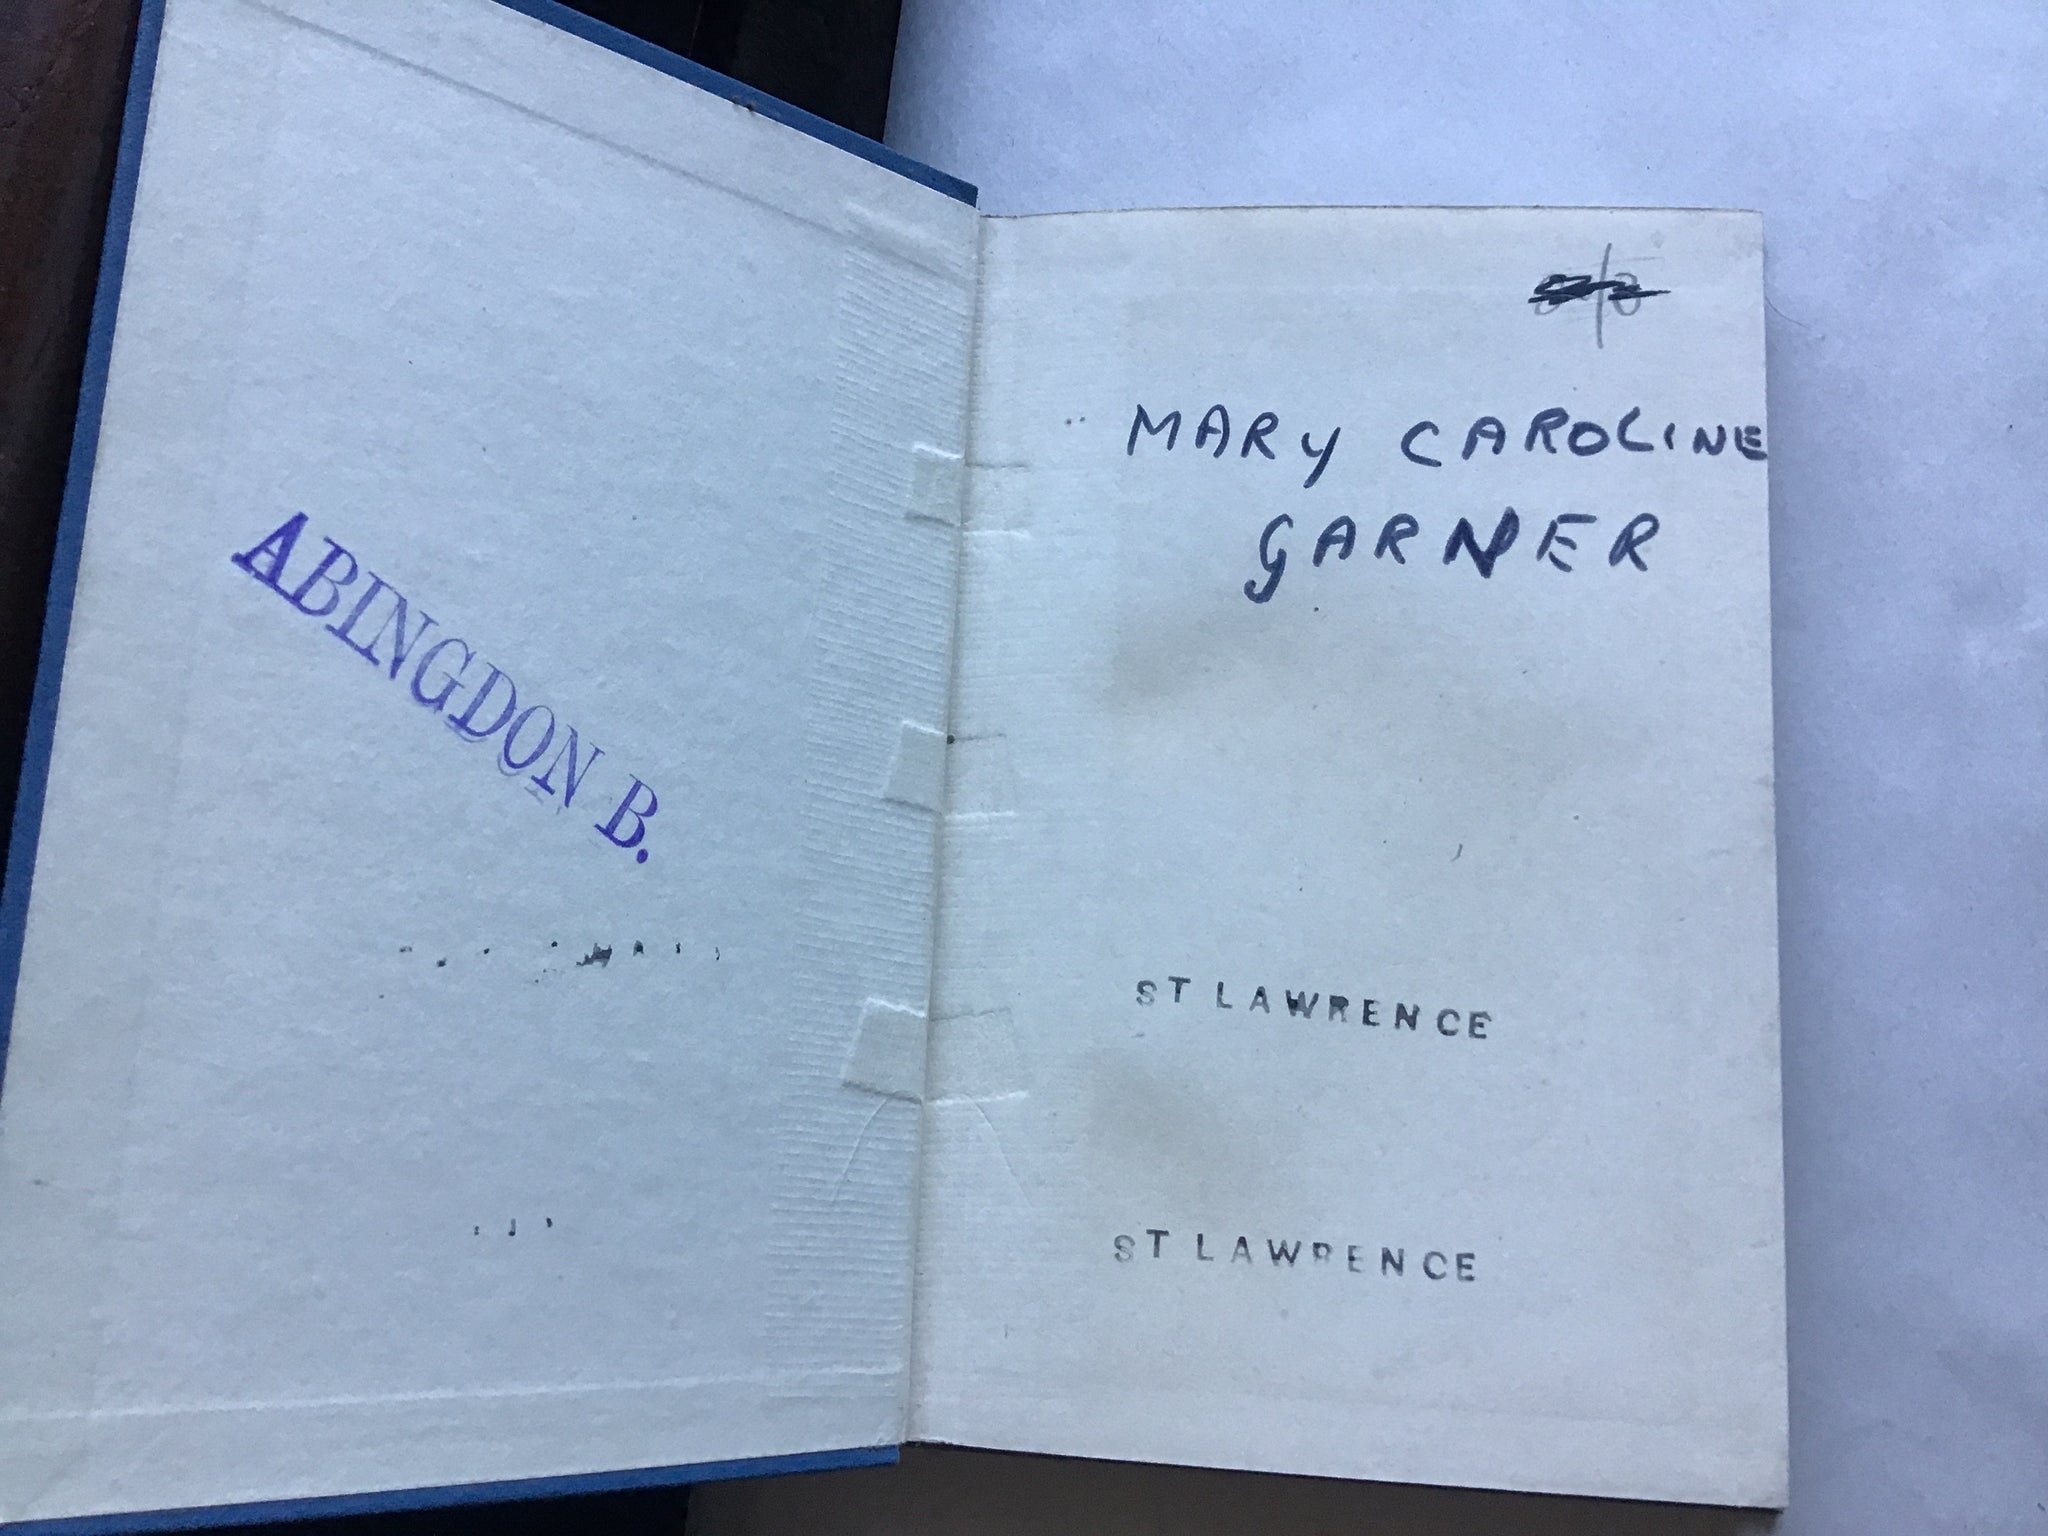 ABINGDON B.
MARY CAROLINE
GARNER
ST LAWRENCE
ST LAWRENCE